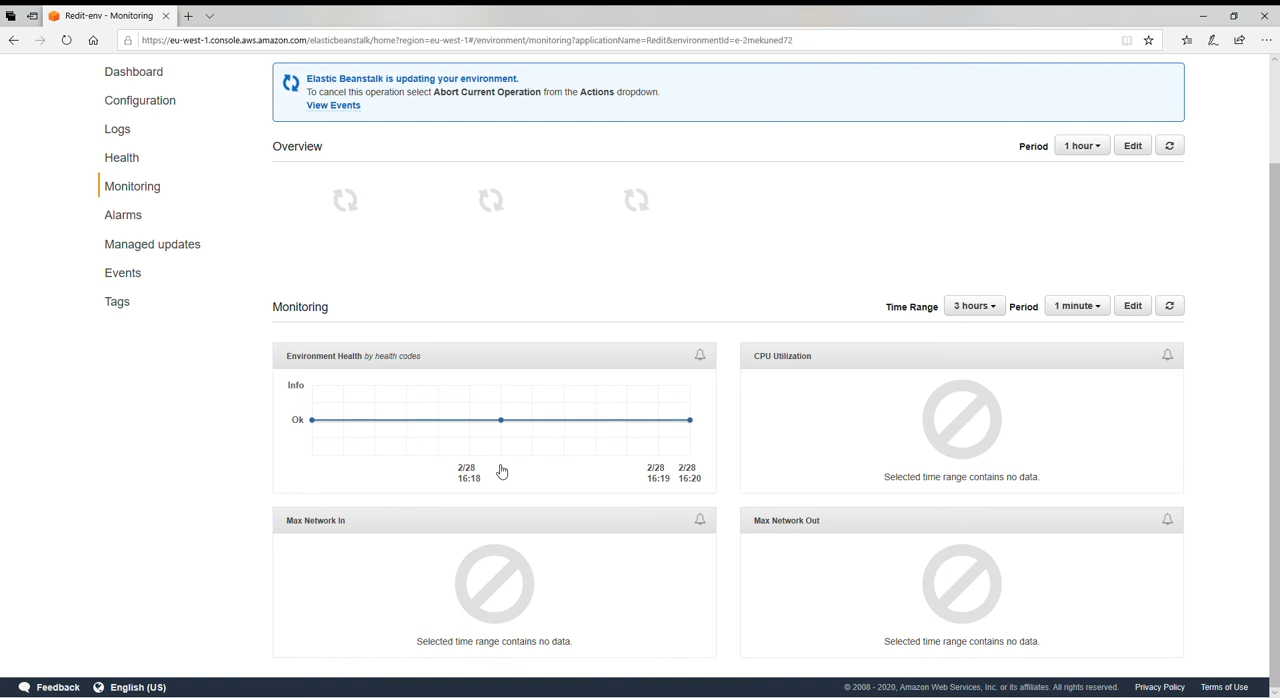 Redit-env - Monitoring
https://eu-west-1.console.aws.amazon.com/elasticbeanstalk/home?region=eu-west-1#/environment/monitoring?applicationName=Redit&environmentId=e-2mekuned72
Dashboard
Configuration
Logs
Health
Monitoring
Alarms
Managed updates
Events
Tags
Elastic Beanstalk is updating your environment.
To cancel this operation select Abort Current Operation from the Actions dropdown.
View Events
Overview
Period 1 hour Edit
Monitoring
Time Range 3 hours Period 1 minute Edit
Environment Health by health codes
Info
Ok
2/28 2/28 2/28
16:18 16:19 16:20
CPU Utilization
Selected time range contains no data.
Max Network In
Selected time range contains no data.
Max Network Out
Selected time range contains no data.
Feedback English (US)
© 2008 - 2020, Amazon Web Services, Inc. or its affiliates. All rights reserved. Privacy Policy Terms of Use